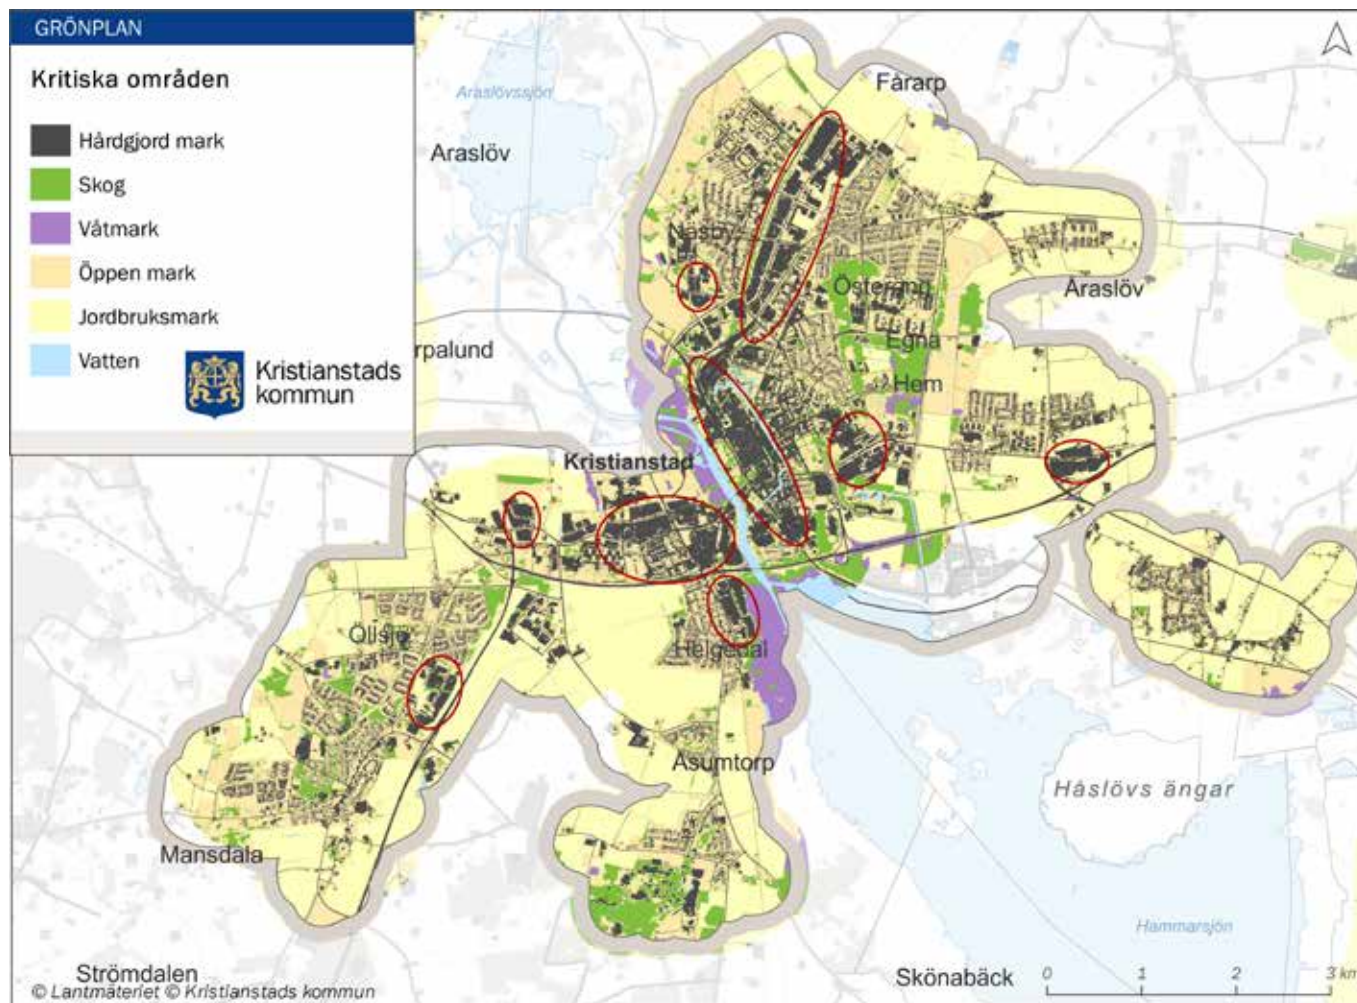 GRÖNPLAN
Kritiska områden
Hårdgjord mark
Skog
Våtmark
Öppen mark
Jordbruksmark
Vatten
Kristianstads
kommun
Araslövssjön
Araslöv
Fårarp
Näsby
Österäng
Araslöv
rpalund
Egna
Hem
Kristianstad
Öllsjö
Helgedal
Asumtorp
Håslövs ängar
Mansdala
Hammarsjön
Strömdalen
Skönabäck
0 1 2 3 km
© Lantmäteriet © Kristianstads kommun